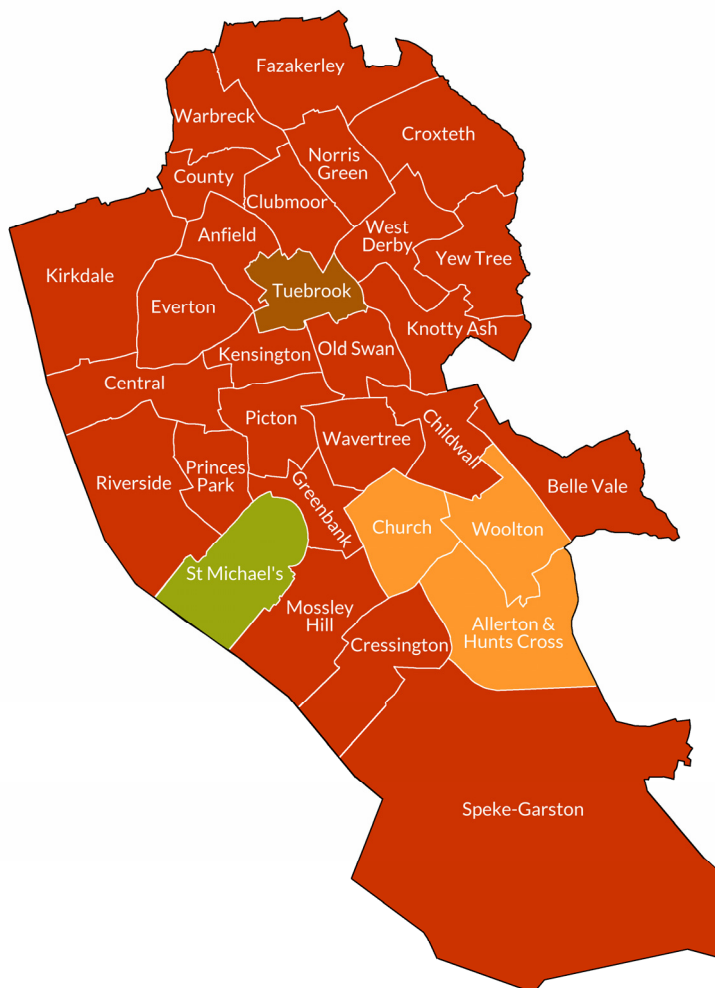 Fazakerley
Warbreck
Croxteth
Norris
Green
County
Clubmoor
West
Derby
Anfield
Yew Tree
Kirkdale
Tuebrook
Everton
Knotty Ash
Kensington
Old Swan
Central
Picton
Wavertree
Childwall
Riverside
Princes
Park
Greenbank
Belle Vale
Church
Woolton
St Michael's
Mossley
Hill
Allerton &
Hunts Cross
Cressington
Speke-Garston